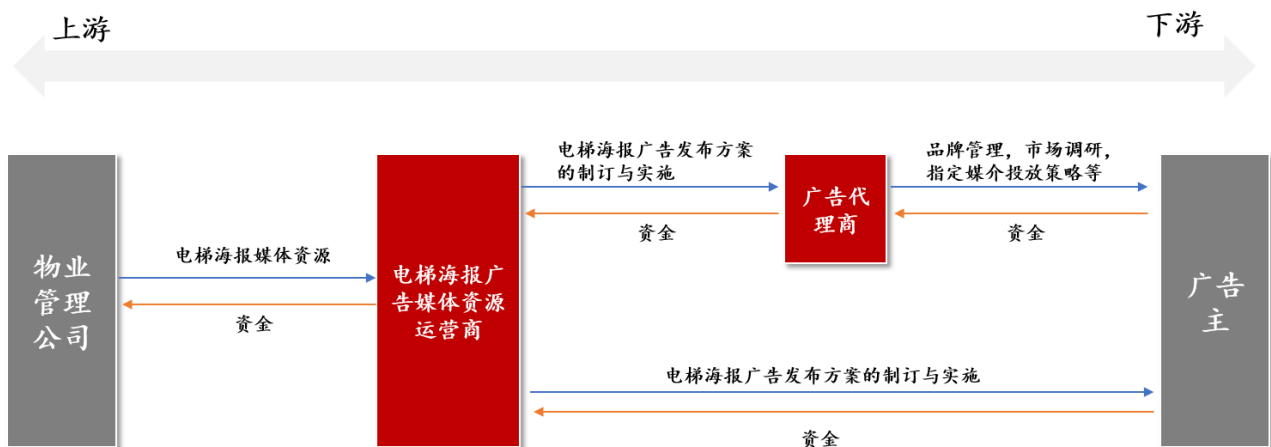 上游
下游
物业
管理
公司
电梯海报媒体资源
资金
电梯海报广
告媒体资源
运营商
电梯海报广告发布方案
的制订与实施
资金
广告代
理商
品牌管理，市场调研，
指定媒介投放策略等
资金
电梯海报广告发布方案的制订与实施
资金
广告
主